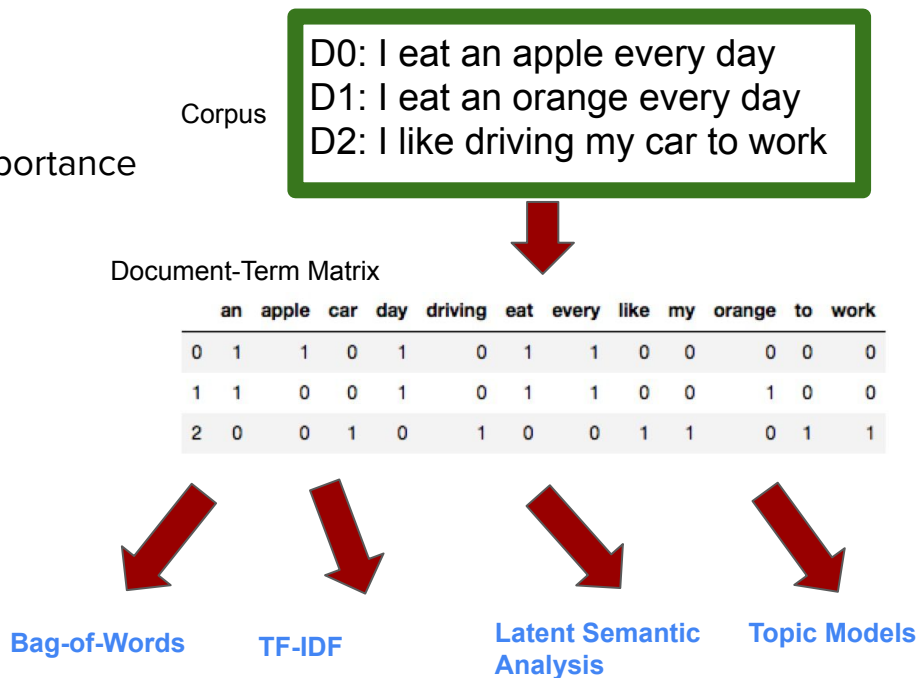 D0: I eat an apple every day
D1: I eat an orange every day
D2: I like driving my car to work
Corpus
portance
Document-Term Matrix
an apple car day driving eat every like my orange to work
0 1 1 0 1 0 1 1 0 0 0 0 0
1 1 0 0 1 0 1 1 0 0 1 0 0
2 0 0 1 0 1 0 0 1 1 0 1 1
Bag-of-Words
TF-IDF
Latent Semantic
Analysis
Topic Models